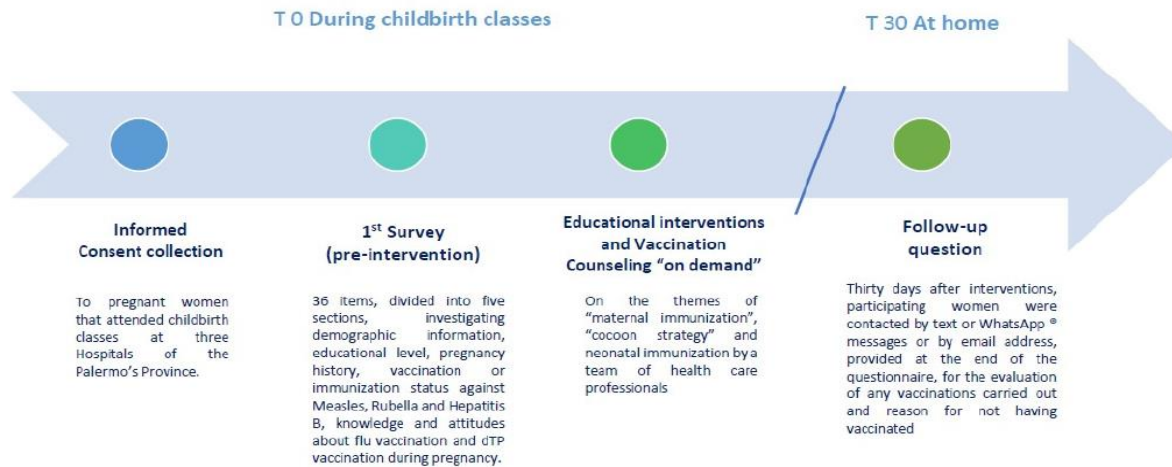 T 0 During childbirth classes
T 30 At home
Informed
Consent collection
To pregnant women
that attended childbirth
classes at three
Hospitals of the
Palermo's Province.
1st Survey
(pre-intervention)
36 items, divided into five
sections, investigating
demographic information,
educational level, pregnancy
history, vaccination or
immunization status against
Measles, Rubella and Hepatitis
B, knowledge and attitudes
about flu vaccination and dTP
vaccination during pregnancy.
Educational interventions
and Vaccination
Counseling "on demand"
On the themes of
"maternal immunization",
"cocoon strategy" and
neonatal immunization by a
team of health care
professionals
Follow-up
question
Thirty days after interventions,
participating women were
contacted by text or WhatsApp ®
messages or by email address,
provided at the end of the
questionnaire, for the evaluation
of any vaccinations carried out
and reason for not having
vaccinated